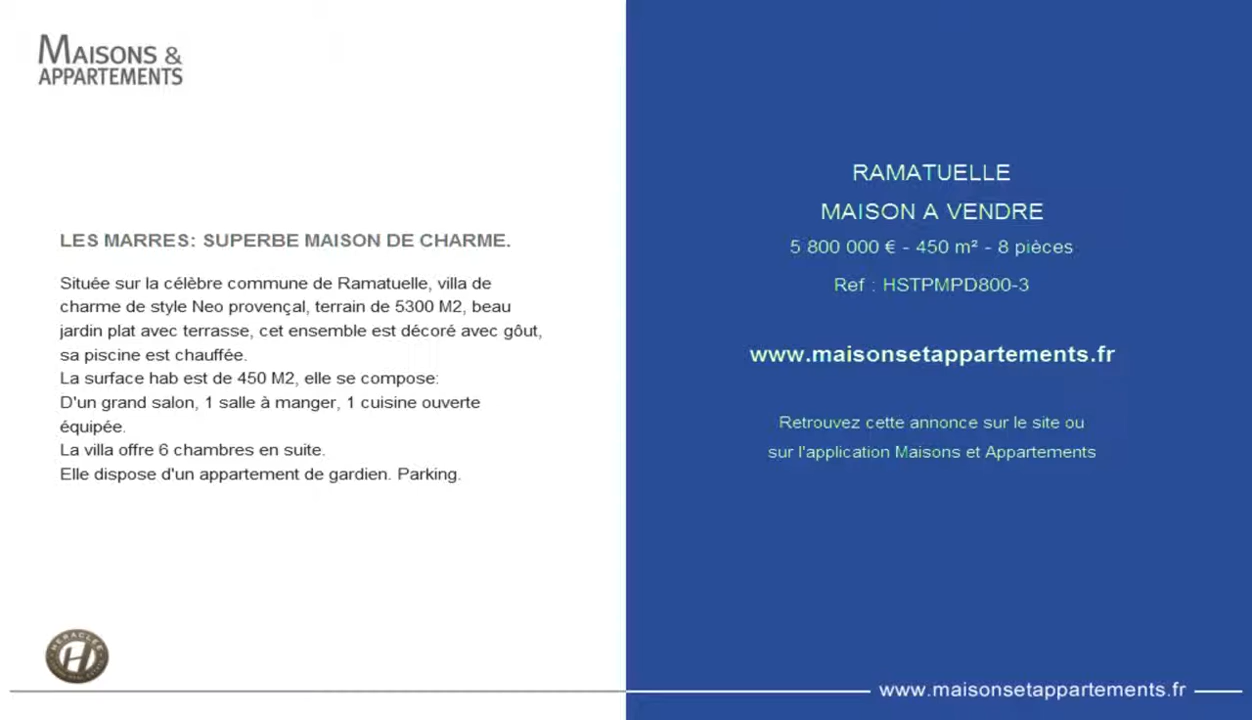 MAISONS &
APPARTEMENTS
LES MARRES: SUPERBE MAISON DE CHARME.
Située sur la célèbre commune de Ramatuelle, villa de
charme de style Neo provençal, terrain de 5300 M2, beau
jardin plat avec terrasse, cet ensemble est décoré avec gôut,
sa piscine est chauffée.
La surface hab est de 450 M2, elle se compose:
D'un grand salon, 1 salle à manger, 1 cuisine ouverte
équipée.
La villa offre 6 chambres en suite.
Elle dispose d'un appartement de gardien. Parking.
HERACLEE
H
RAMATUELLE
MAISON A VENDRE
5 800 000 € - 450 m² - 8 pièces
Ref : HSTPMPD800-3
www.maisonsetappartements.fr
Retrouvez cette annonce sur le site ou
sur l'application Maisons et Appartements
www.maisonsetappartements.fr